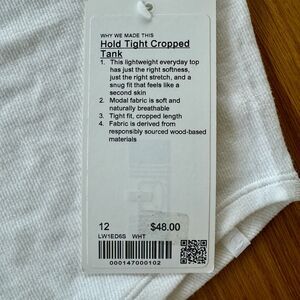 WHY WE MADE THIS
Hold Tight Cropped
Tank
1. This lightweight everyday top
has just the right softness,
just the right stretch, and a
snug fit that feels like a
second skin
2. Modal fabric is soft and
naturally breathable
3. Tight fit, cropped length
4. Fabric is derived from
responsibly sourced wood-based
materials
12 $48.00
LW1ED6S WHT
000147000102